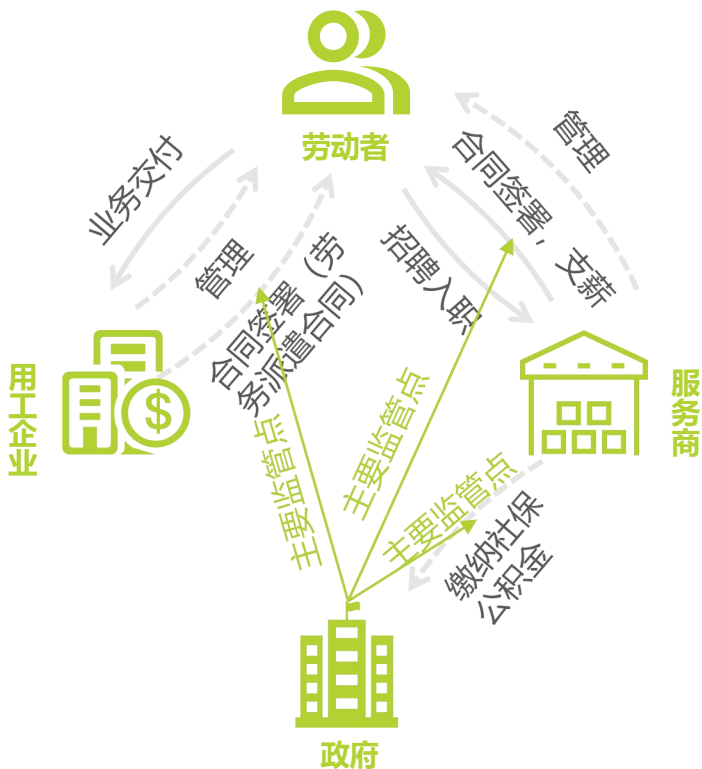 劳动者
业务交付
管理
合同签署（劳
务派遣合同）
招聘入职
合同签署，支薪
管理
用工企业
服务商
主要监管点
主要监管点
主要监管点
缴纳社保
公积金
政府